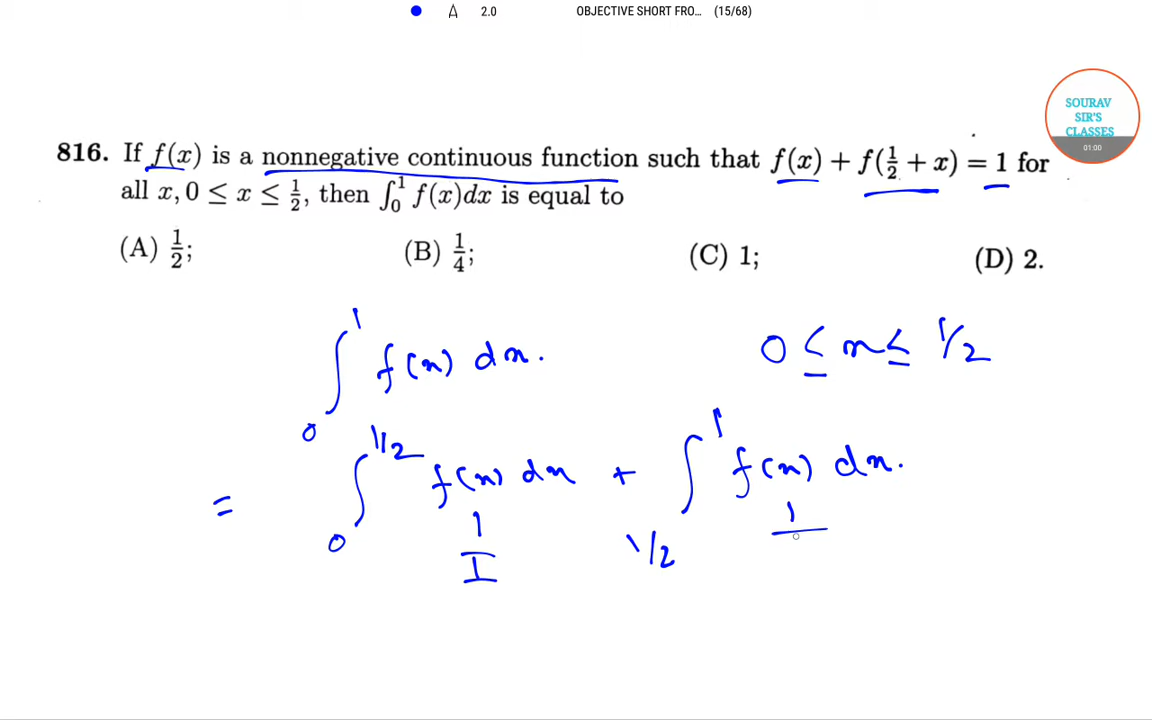 2.0 OBJECTIVE SHORT FRO... (15/68)
SOURAV
SIR'S
CLASSES
01:00
816. If f(x) is a nonnegative continuous function such that f(x) + f(½ + x) = 1 for
all x, 0 ≤ x ≤ ½, then ∫₀¹ f(x)dx is equal to
(A) ½; (B) ¼; (C) 1; (D) 2.
∫₀¹ f(x) dx. 0 ≤ x ≤ 1/2
= ∫₀^{1/2} f(x) dx + ∫_{1/2}^1 f(x) dx.
I